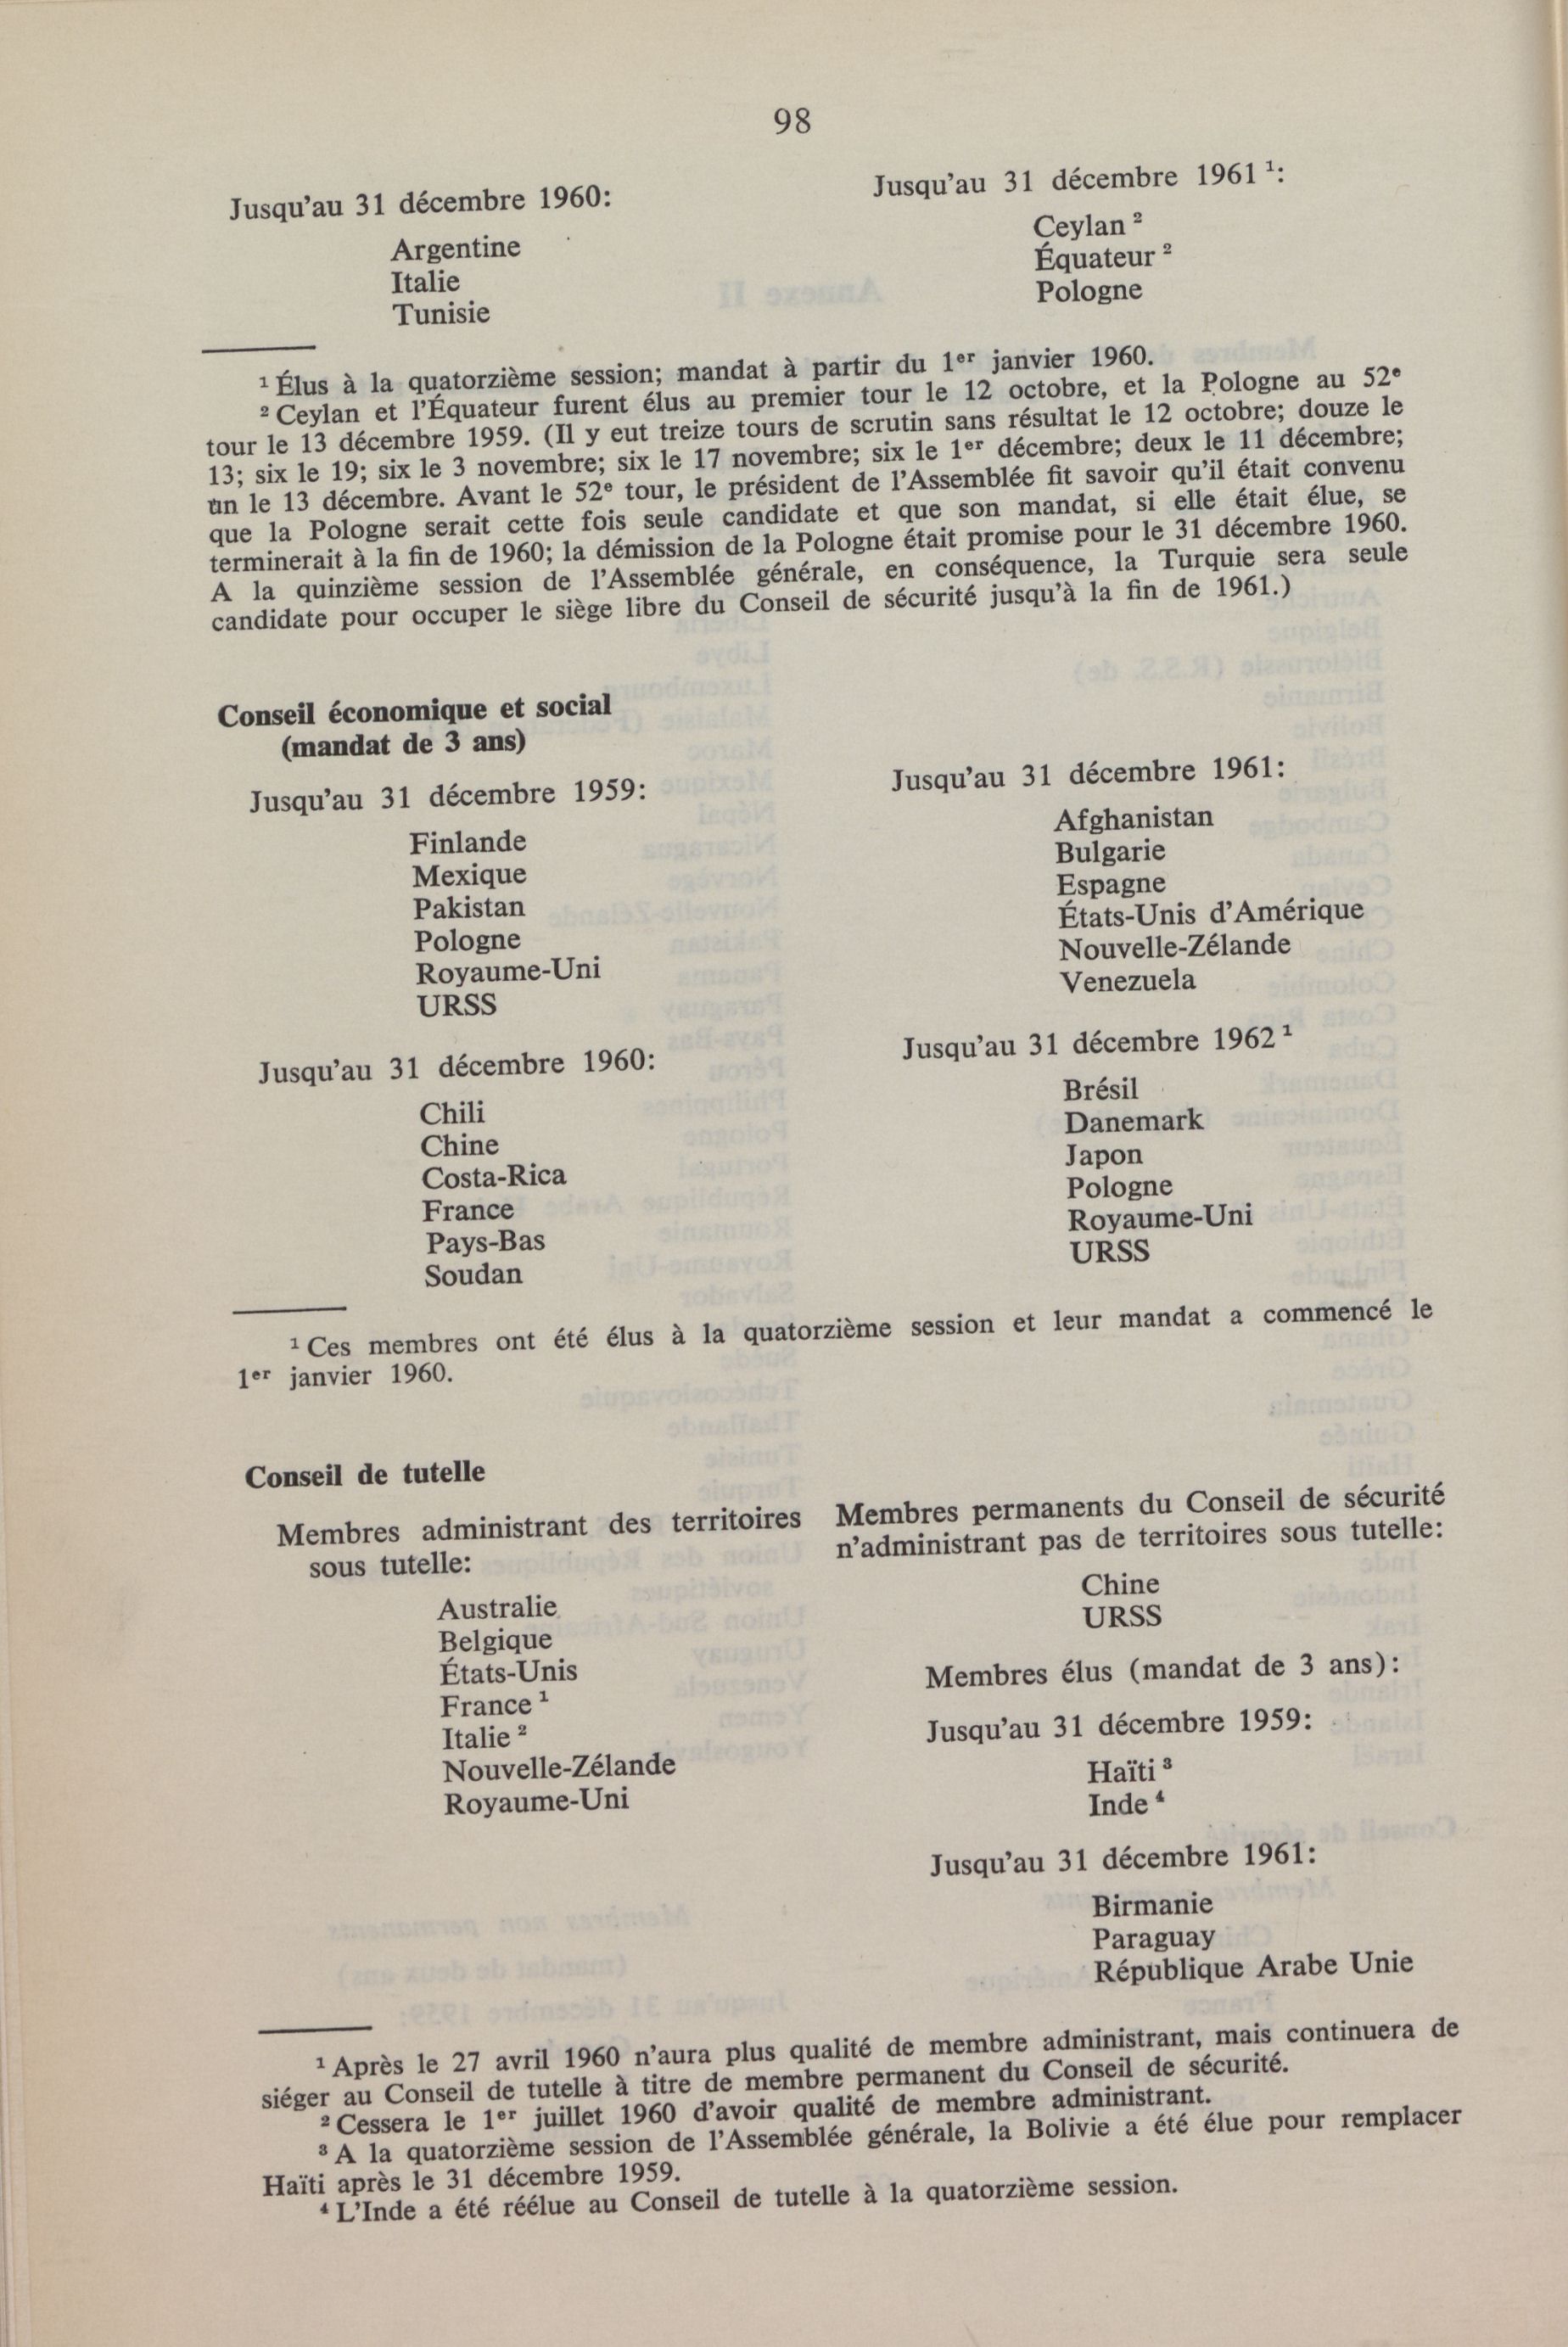 98
Jusqu'au 31 décembre 1960:
Argentine
Italie
Tunisie
Jusqu'au 31 décembre 1961 ¹:
Ceylan ²
Équateur ²
Pologne
¹ Élus à la quatorzième session; mandat à partir du 1er janvier 1960.
² Ceylan et l'Équateur furent élus au premier tour le 12 octobre, et la Pologne au 52e
tour le 13 décembre 1959. (Il y eut treize tours de scrutin sans résultat le 12 octobre; douze le
13; six le 19; six le 3 novembre; six le 17 novembre; six le 1er décembre; deux le 11 décembre;
un le 13 décembre. Avant le 52e tour, le président de l'Assemblée fit savoir qu'il était convenu
que la Pologne serait cette fois seule candidate et que son mandat, si elle était élue, se
terminerait à la fin de 1960; la démission de la Pologne était promise pour le 31 décembre 1960.
A la quinzième session de l'Assemblée générale, en conséquence, la Turquie sera seule
candidate pour occuper le siège libre du Conseil de sécurité jusqu'à la fin de 1961.)
Conseil économique et social
(mandat de 3 ans)
Jusqu'au 31 décembre 1959:
Finlande
Mexique
Pakistan
Pologne
Royaume-Uni
URSS
Jusqu'au 31 décembre 1960:
Chili
Chine
Costa-Rica
France
Pays-Bas
Soudan
Jusqu'au 31 décembre 1961:
Afghanistan
Bulgarie
Espagne
États-Unis d'Amérique
Nouvelle-Zélande
Venezuela
Jusqu'au 31 décembre 1962 ¹
Brésil
Danemark
Japon
Pologne
Royaume-Uni
URSS
¹ Ces membres ont été élus à la quatorzième session et leur mandat a commencé le
1er janvier 1960.
Conseil de tutelle
Membres administrant des territoires
sous tutelle:
Australie
Belgique
États-Unis
France ¹
Italie ²
Nouvelle-Zélande
Royaume-Uni
Membres permanents du Conseil de sécurité
n'administrant pas de territoires sous tutelle:
Chine
URSS
Membres élus (mandat de 3 ans):
Jusqu'au 31 décembre 1959:
Haïti ³
Inde ⁴
Jusqu'au 31 décembre 1961:
Birmanie
Paraguay
République Arabe Unie
¹ Après le 27 avril 1960 n'aura plus qualité de membre administrant, mais continuera de
siéger au Conseil de tutelle à titre de membre permanent du Conseil de sécurité.
² Cessera le 1er juillet 1960 d'avoir qualité de membre administrant.
³ A la quatorzième session de l'Assemblée générale, la Bolivie a été élue pour remplacer
Haïti après le 31 décembre 1959.
⁴ L'Inde a été réélue au Conseil de tutelle à la quatorzième session.